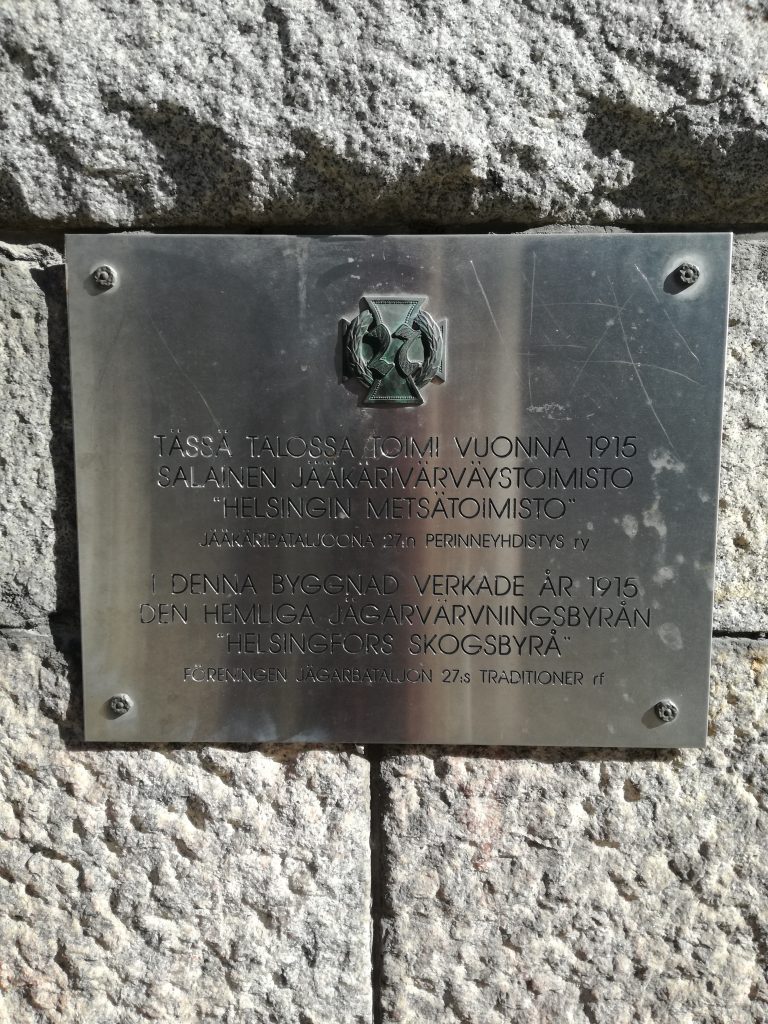 27
TÄSSÄ TALOSSA TOIMI VUONNA 1915
SALAINEN JÄÄKÄRIVÄRVÄYSTOIMISTO
"HELSINGIN METSÄTOIMISTO"
JÄÄKÄRIPATALJOONA 27:n PERINNEYHDISTYS ry
I DENNA BYGGNAD VERKADE ÅR 1915
DEN HEMLIGA JÄGARVÄRVNINGSBYRÅN
"HELSINGFORS SKOGSBYRÅ"
FÖRENINGEN JÄGARBATALJON 27:s TRADITIONER rf